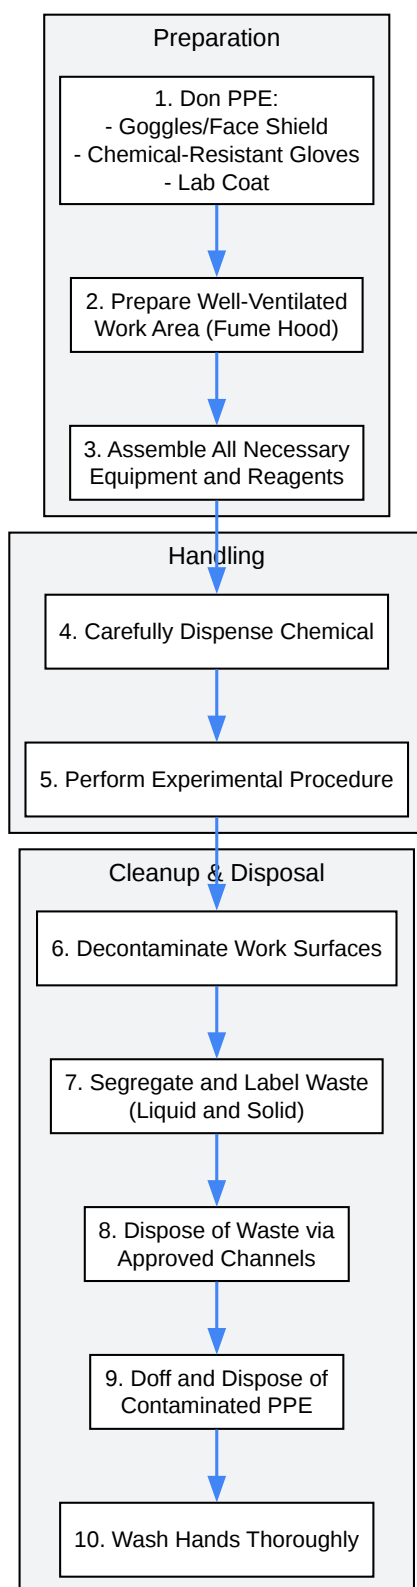 Preparation
1. Don PPE:
- Goggles/Face Shield
- Chemical-Resistant Gloves
- Lab Coat
2. Prepare Well-Ventilated
Work Area (Fume Hood)
3. Assemble All Necessary
Equipment and Reagents
Handling
4. Carefully Dispense Chemical
5. Perform Experimental Procedure
Cleanup & Disposal
6. Decontaminate Work Surfaces
7. Segregate and Label Waste
(Liquid and Solid)
8. Dispose of Waste via
Approved Channels
9. Doff and Dispose of
Contaminated PPE
10. Wash Hands Thoroughly